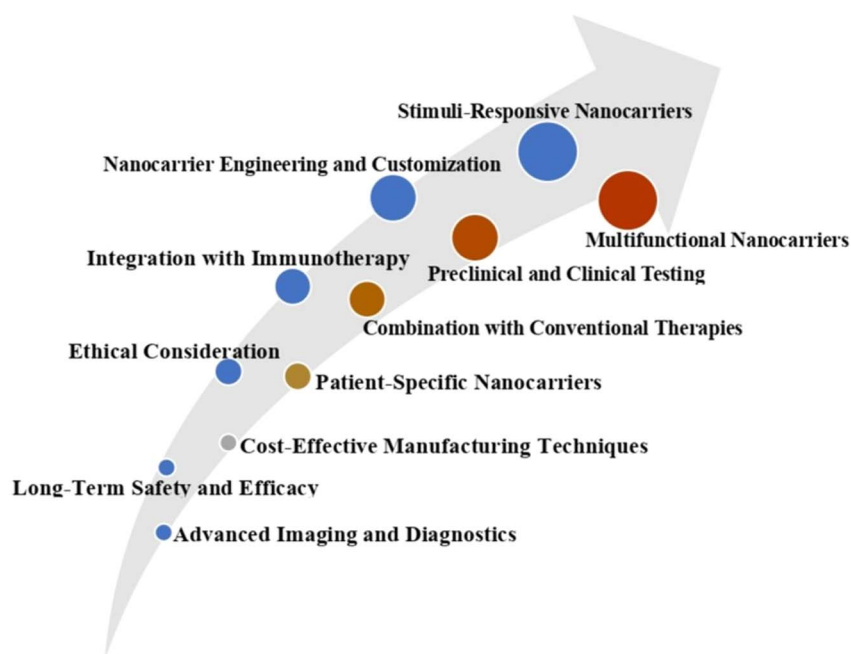 Stimuli-Responsive Nanocarriers
Nanocarrier Engineering and Customization
Multifunctional Nanocarriers
Integration with Immunotherapy
Preclinical and Clinical Testing
Combination with Conventional Therapies
Ethical Consideration
Patient-Specific Nanocarriers
Cost-Effective Manufacturing Techniques
Long-Term Safety and Efficacy
Advanced Imaging and Diagnostics